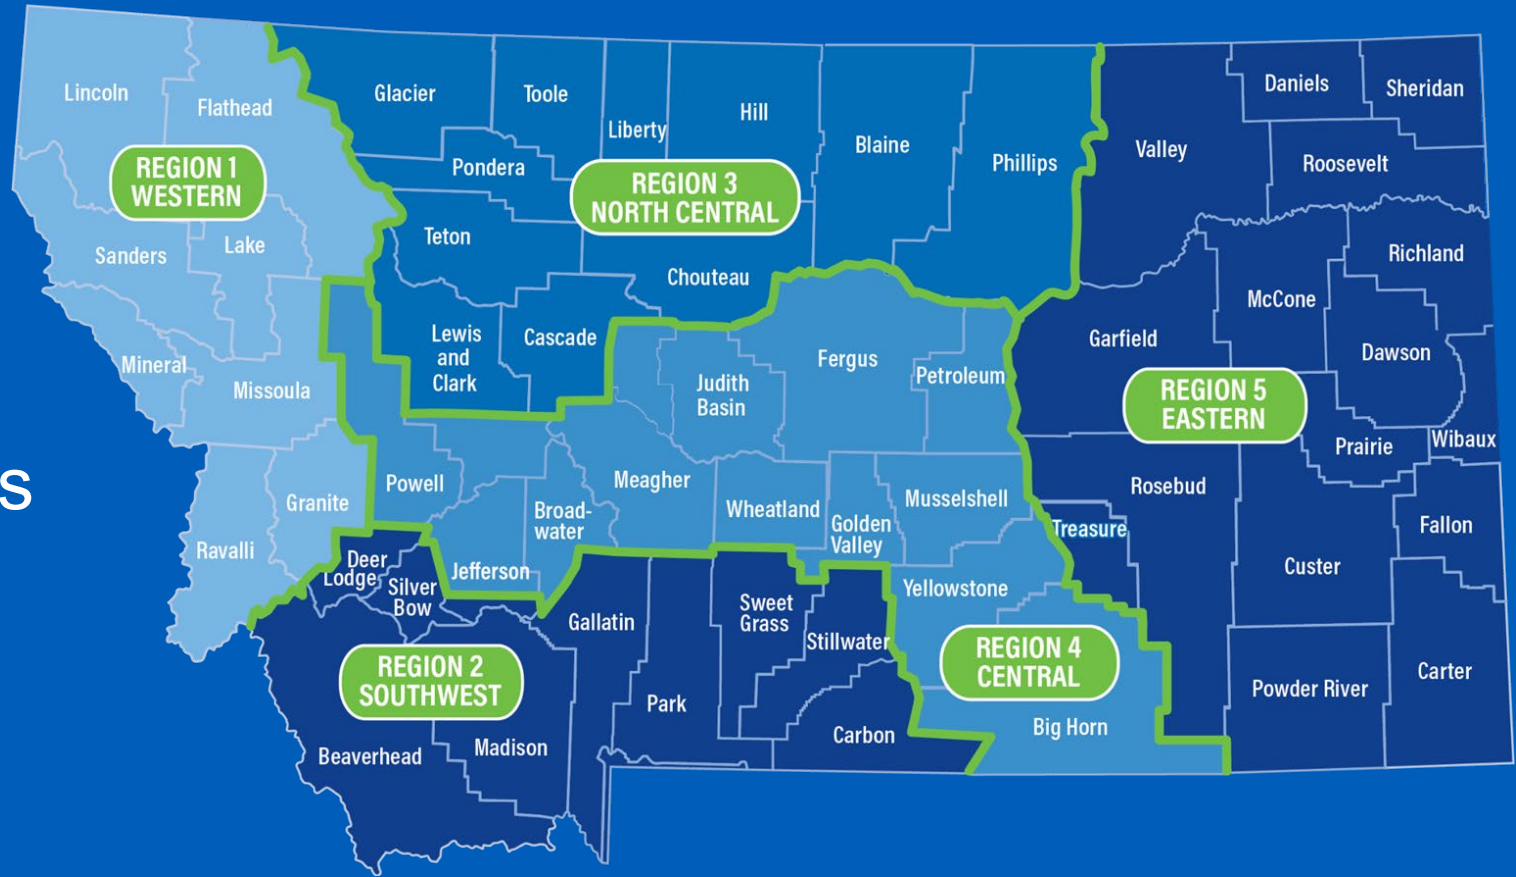 Lincoln
Flathead
REGION 1
WESTERN
Sanders
Lake
Mineral
Missoula
Granite
Ravalli
Glacier
Toole
Liberty
Hill
Blaine
Phillips
Pondera
REGION 3
NORTH CENTRAL
Teton
Chouteau
Lewis
and
Clark
Cascade
Valley
Daniels
Sheridan
Roosevelt
Richland
McCone
Garfield
Dawson
REGION 5
EASTERN
Prairie
Wibaux
Rosebud
Treasure
Custer
Fallon
Powder River
Carter
Judith
Basin
Fergus
Petroleum
Powell
Meagher
Broad-
water
Wheatland
Golden
Valley
Musselshell
Jefferson
Yellowstone
REGION 4
CENTRAL
Big Horn
Deer
Lodge
Silver
Bow
Gallatin
Sweet
Grass
Stillwater
REGION 2
SOUTHWEST
Park
Carbon
Beaverhead
Madison
s